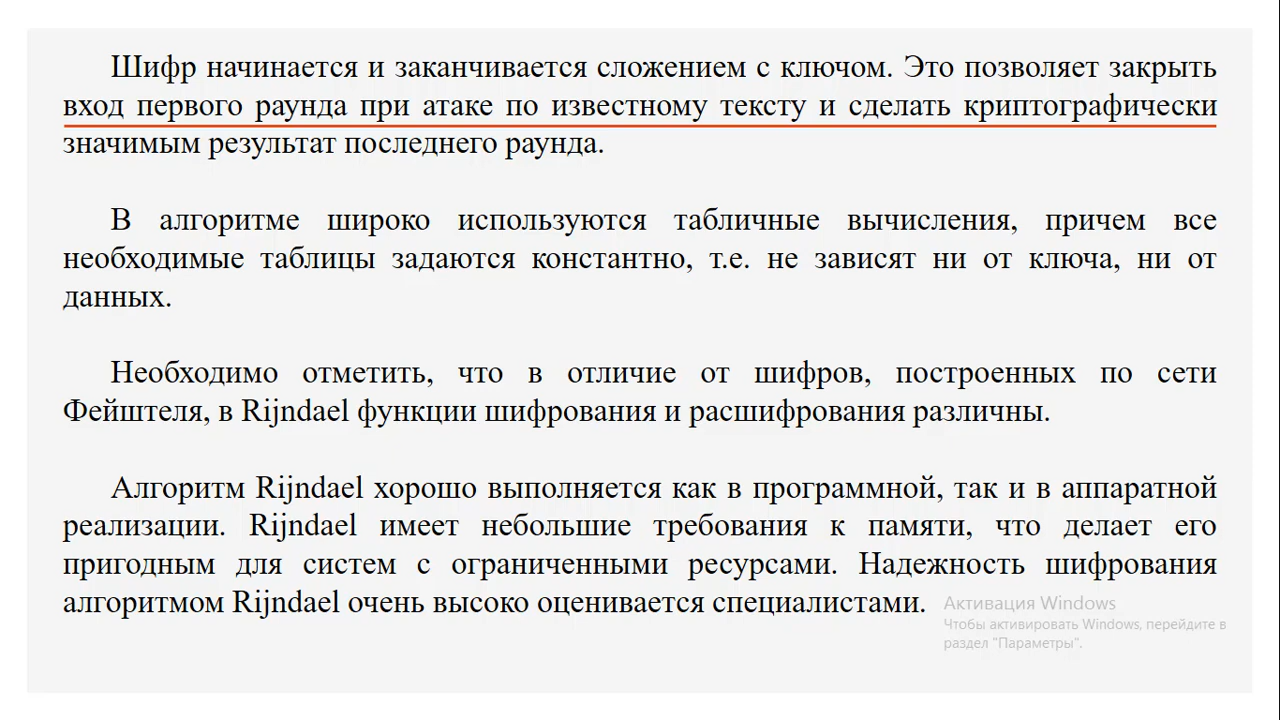 Шифр начинается и заканчивается сложением с ключом. Это позволяет закрыть
вход первого раунда при атаке по известному тексту и сделать криптографически
значимым результат последнего раунда.
В алгоритме широко используются табличные вычисления, причем все
необходимые таблицы задаются константно, т.е. не зависят ни от ключа, ни от
данных.
Необходимо отметить, что в отличие от шифров, построенных по сети
Фейштеля, в Rijndael функции шифрования и расшифрования различны.
Алгоритм Rijndael хорошо выполняется как в программной, так и в аппаратной
реализации. Rijndael имеет небольшие требования к памяти, что делает его
пригодным для систем с ограниченными ресурсами. Надежность шифрования
алгоритмом Rijndael очень высоко оценивается специалистами.
Активация Windows
Чтобы активировать Windows, перейдите в
раздел "Параметры".